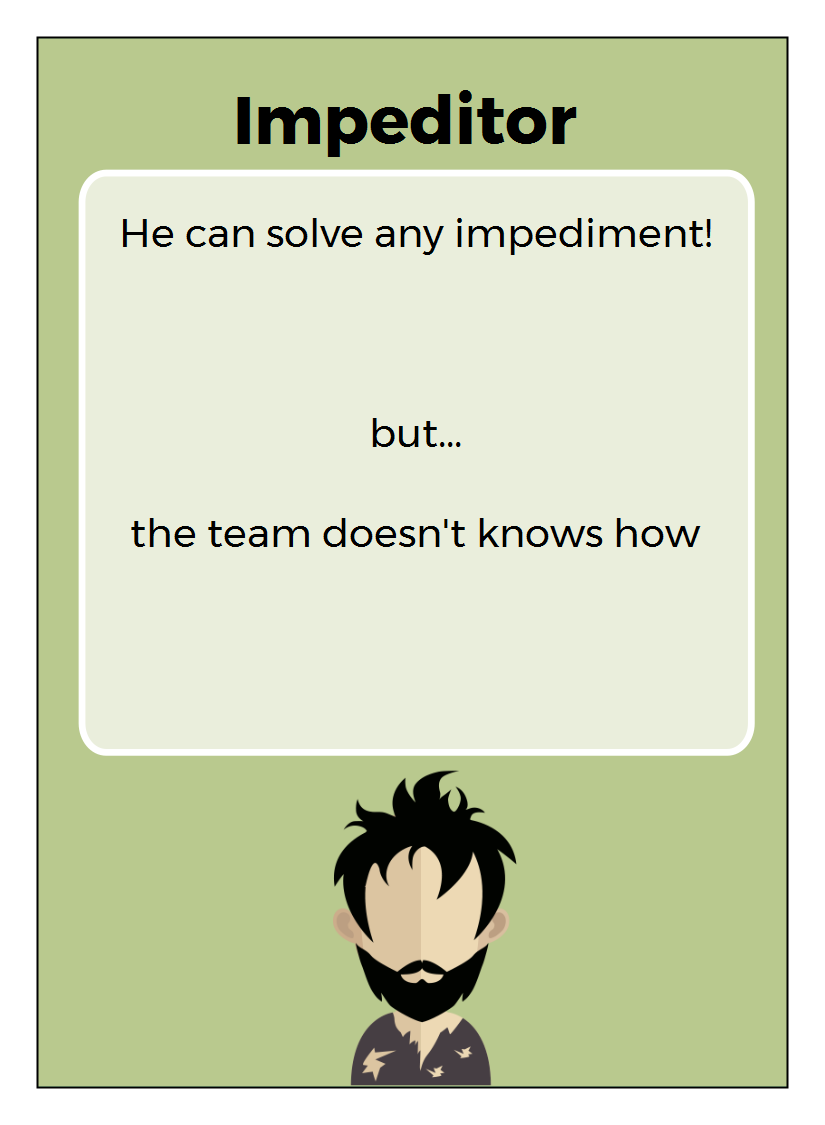 Impeditor
He can solve any impediment!
but...
the team doesn't knows how